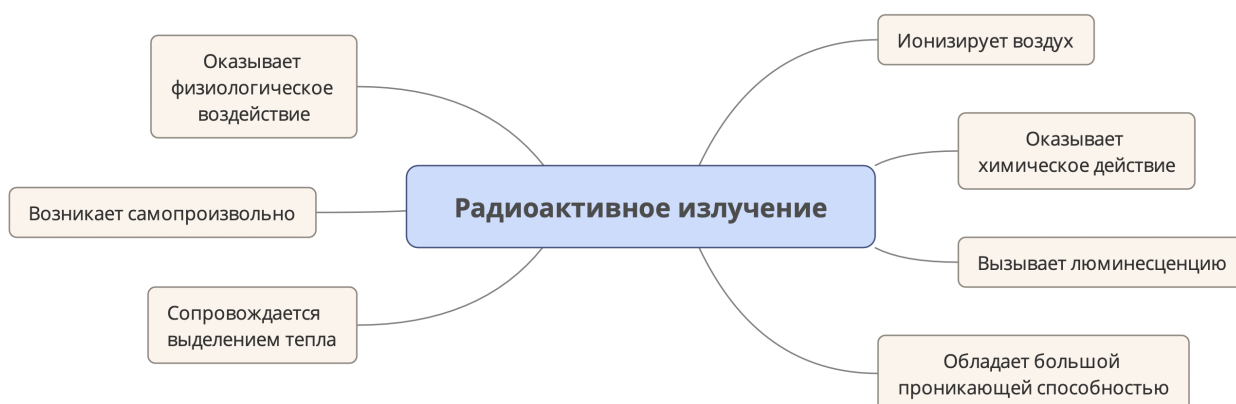 Ионизирует воздух
Оказывает
физиологическое
воздействие
Оказывает
химическое действие
Возникает самопроизвольно
Радиоактивное излучение
Вызывает люминесценцию
Сопровождается
выделением тепла
Обладает большой
проникающей способностью